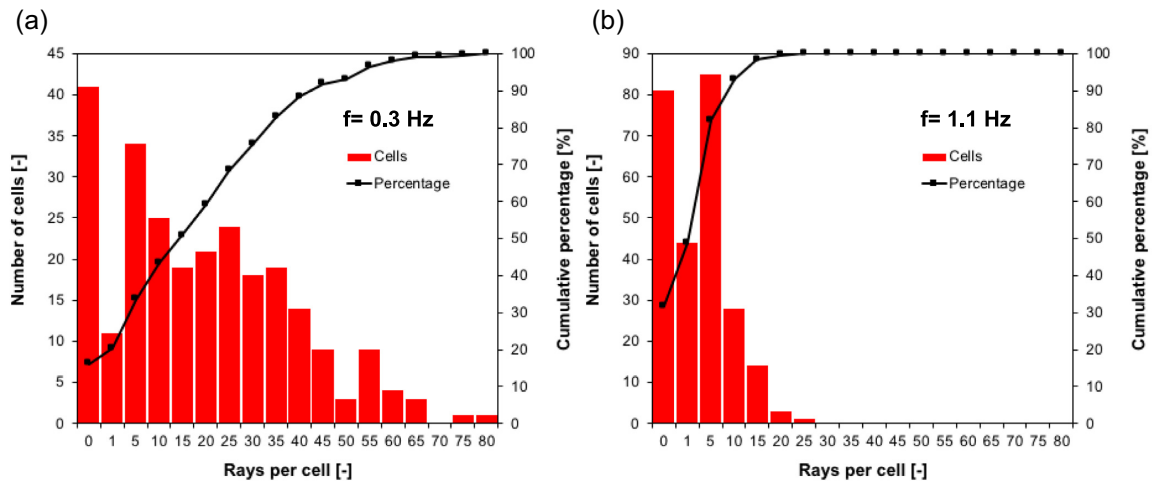 (a)
45
40
35
30
25
20
15
10
5
0
Number of cells [-]
100
90
80
70
60
50
40
30
20
10
0
Cumulative percentage [%]
f= 0.3 Hz
Cells
Percentage
0 1 5 10 15 20 25 30 35 40 45 50 55 60 65 70 75 80
Rays per cell [-]
(b)
90
80
70
60
50
40
30
20
10
0
Number of cells [-]
100
90
80
70
60
50
40
30
20
10
0
Cumulative percentage [%]
f= 1.1 Hz
Cells
Percentage
0 1 5 10 15 20 25 30 35 40 45 50 55 60 65 70 75 80
Rays per cell [-]